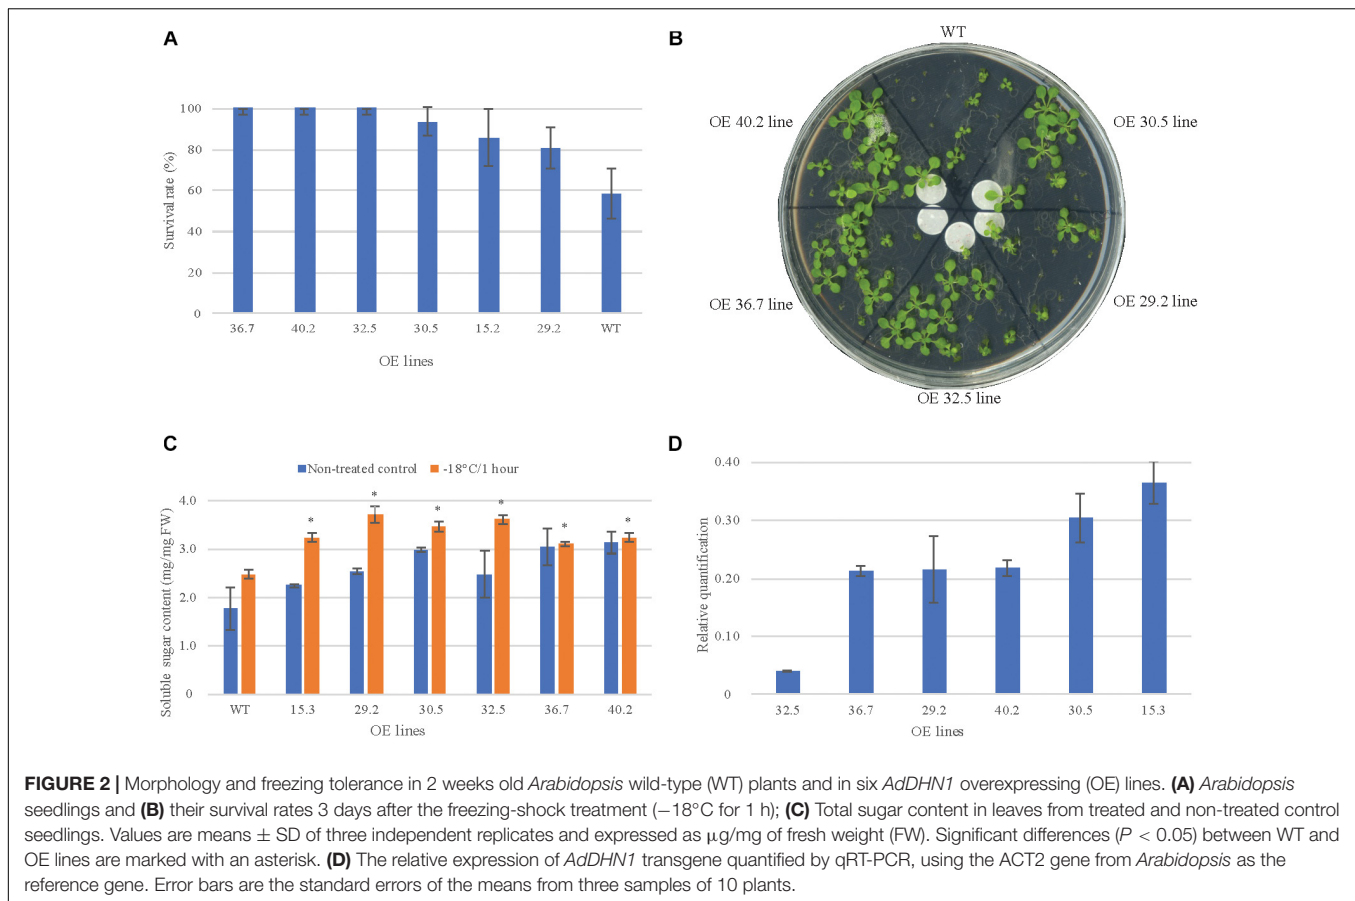 A
100
80
60
40
20
0
Survival rate (%)
36.7 40.2 32.5 30.5 15.2 29.2 WT
OE lines
B
WT
OE 40.2 line
OE 30.5 line
OE 36.7 line
OE 29.2 line
OE 32.5 line
C
Non-treated control -18°C/1 hour
4.0
3.0
2.0
1.0
0
Soluble sugar content (mg/mg FW)
* * * * * *
WT 15.3 29.2 30.5 32.5 36.7 40.2
OE lines
D
0.40
0.30
0.20
0.10
0
Relative quantification
32.5 36.7 29.2 40.2 30.5 15.3
OE lines
FIGURE 2 | Morphology and freezing tolerance in 2 weeks old Arabidopsis wild-type (WT) plants and in six AdDHN1 overexpressing (OE) lines. (A) Arabidopsis
seedlings and (B) their survival rates 3 days after the freezing-shock treatment (−18°C for 1 h); (C) Total sugar content in leaves from treated and non-treated control
seedlings. Values are means ± SD of three independent replicates and expressed as μg/mg of fresh weight (FW). Significant differences (P < 0.05) between WT and
OE lines are marked with an asterisk. (D) The relative expression of AdDHN1 transgene quantified by qRT-PCR, using the ACT2 gene from Arabidopsis as the
reference gene. Error bars are the standard errors of the means from three samples of 10 plants.